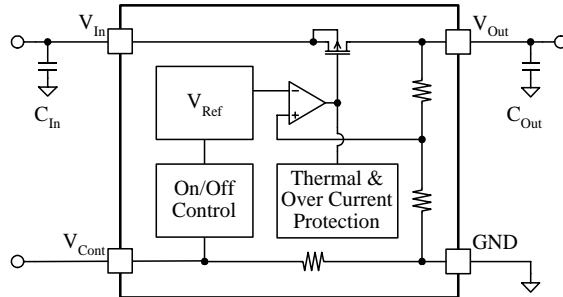 V_In
V_Out
C_In
C_Out
V_Ref
−
+
On/Off
Control
Thermal &
Over Current
Protection
V_Cont
GND